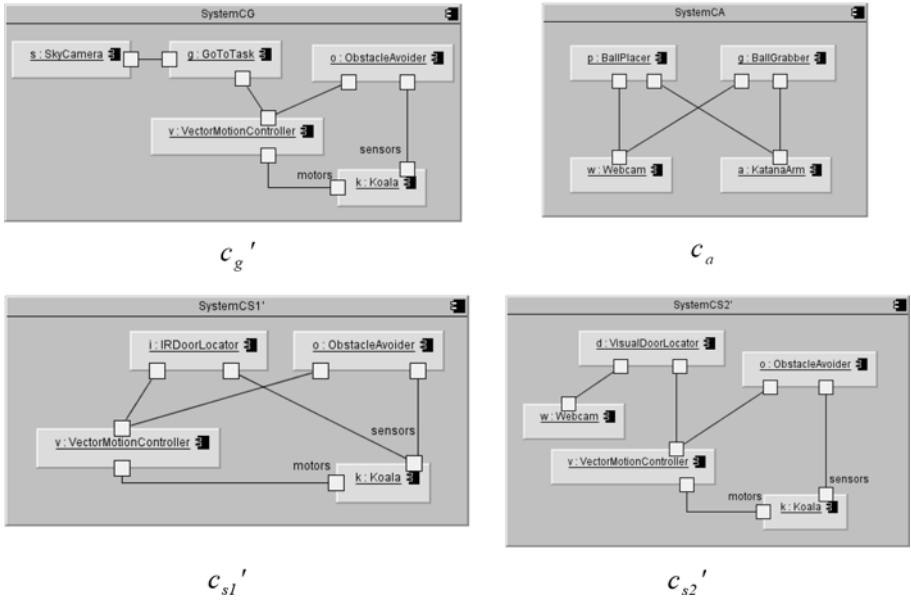 SystemCG
s : SkyCamera
g : GoToTask
o : ObstacleAvoider
v : VectorMotionController
sensors
motors
k : Koala
c_g'
SystemCA
p : BallPlacer
g : BallGrabber
w : Webcam
a : KatanaArm
c_a
SystemCS1'
i : IRDoorLocator
o : ObstacleAvoider
v : VectorMotionController
sensors
motors
k : Koala
c_s1'
SystemCS2'
d : VisualDoorLocator
o : ObstacleAvoider
w : Webcam
v : VectorMotionController
sensors
motors
k : Koala
c_s2'